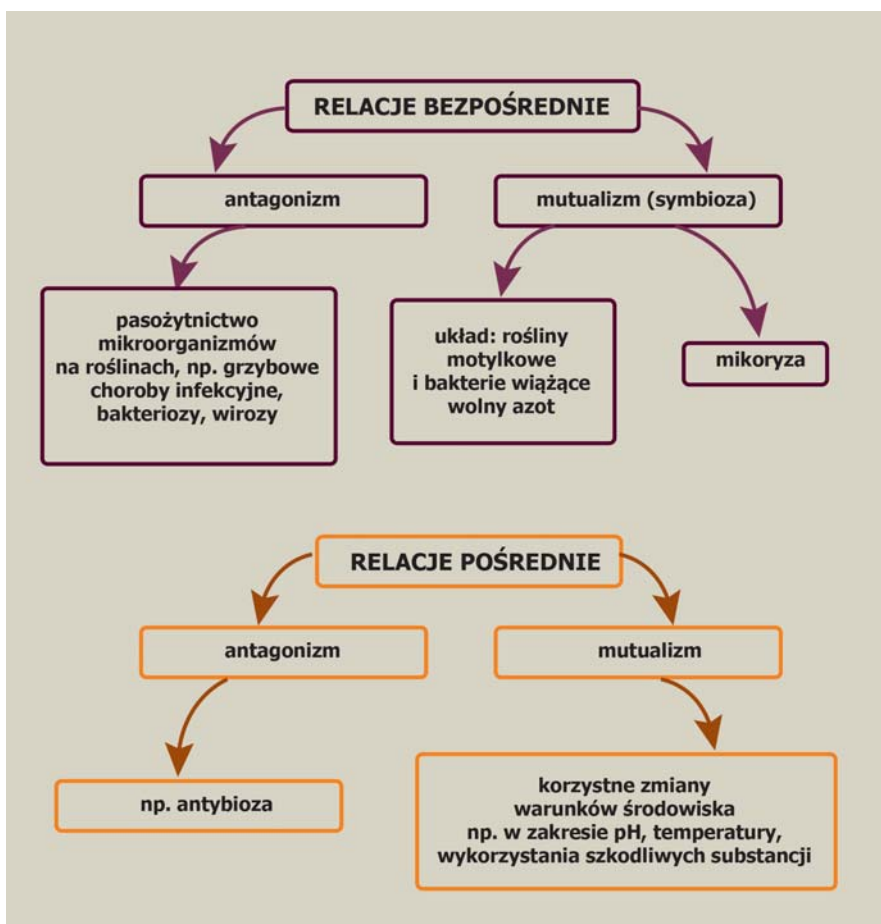 RELACJE BEZPOŚREDNIE
antagonizm
mutualizm (symbioza)
pasożytnictwo
mikroorganizmów
na roślinach, np. grzybowe
choroby infekcyjne,
bakteriozy, wirozy
układ: rośliny
motylkowe
i bakterie wiążące
wolny azot
mikoryza
RELACJE POŚREDNIE
antagonizm
mutualizm
np. antybioza
korzystne zmiany
warunków środowiska
np. w zakresie pH, temperatury,
wykorzystania szkodliwych substancji